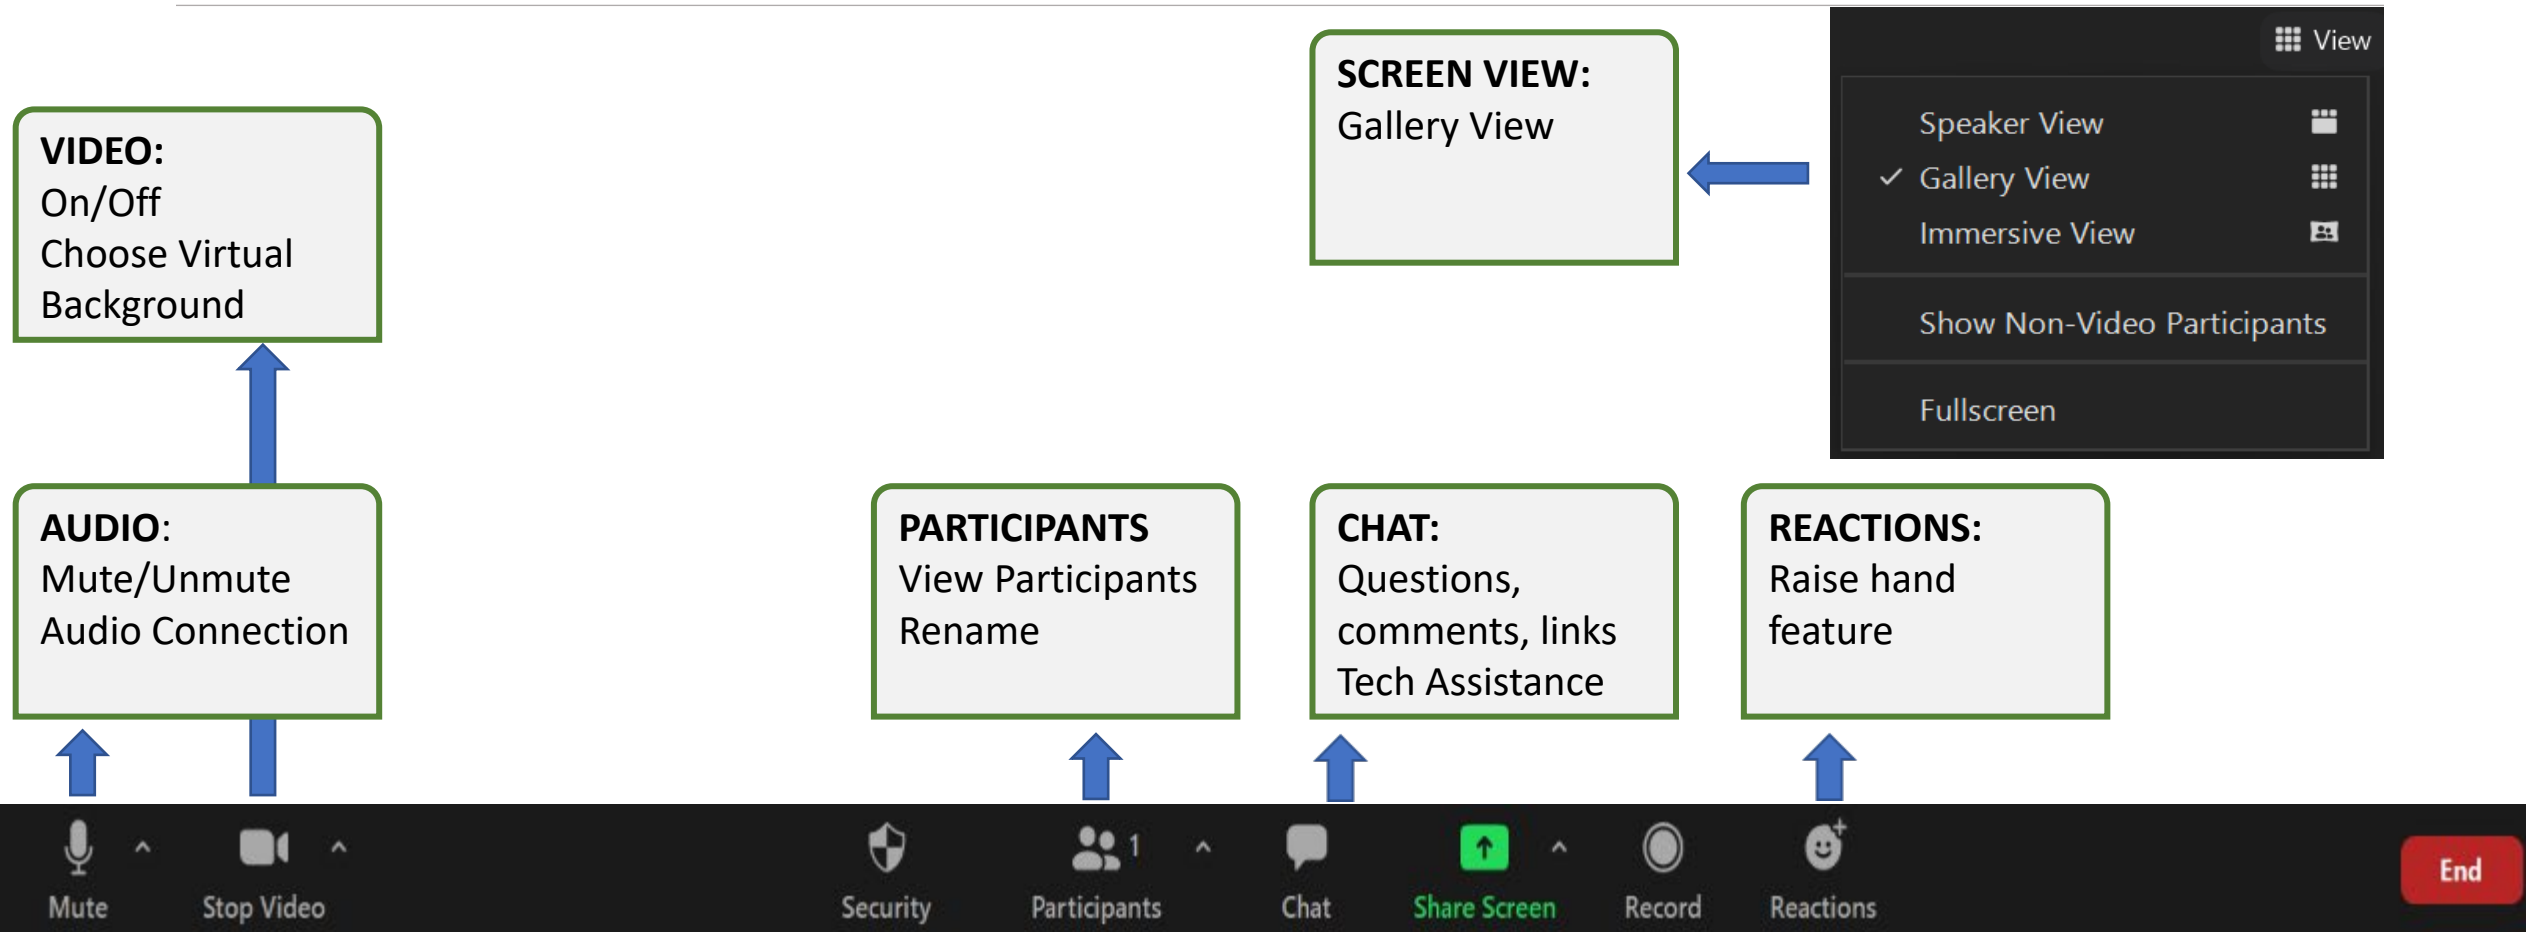 SCREEN VIEW:
Gallery View
View
Speaker View
Gallery View
Immersive View
Show Non-Video Participants
Fullscreen
VIDEO:
On/Off
Choose Virtual
Background
AUDIO:
Mute/Unmute
Audio Connection
PARTICIPANTS
View Participants
Rename
CHAT:
Questions,
comments, links
Tech Assistance
REACTIONS:
Raise hand
feature
Mute
Stop Video
Security
1
Participants
Chat
Share Screen
Record
Reactions
End